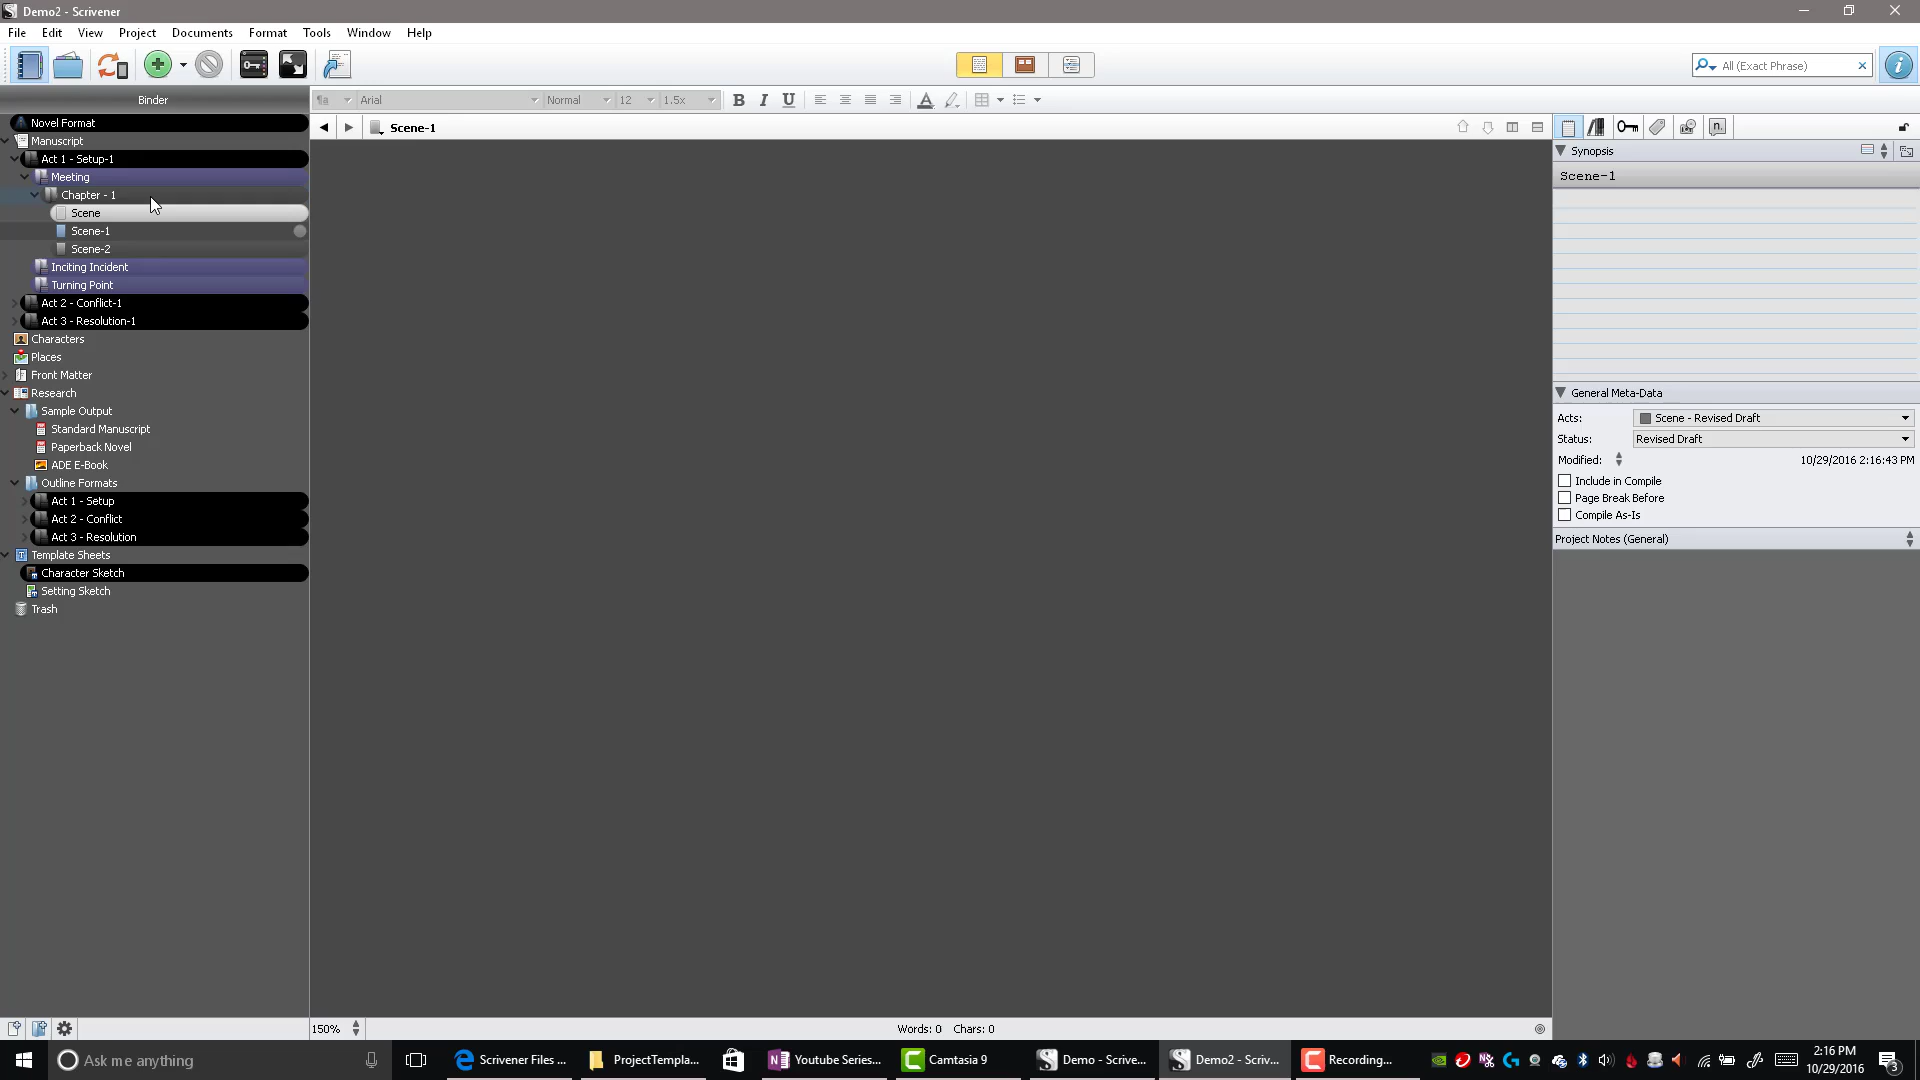 Demo2 - Scrivener
File Edit View Project Documents Format Tools Window Help
All (Exact Phrase)
Binder
Arial Normal 12 1.5x B I U A
Novel Format
Manuscript
Act 1 - Setup-1
Meeting
Chapter - 1
Scene
Scene-1
Scene-2
Inciting Incident
Turning Point
Act 2 - Conflict-1
Act 3 - Resolution-1
Characters
Places
Front Matter
Research
Sample Output
Standard Manuscript
Paperback Novel
ADE E-Book
Outline Formats
Act 1 - Setup
Act 2 - Conflict
Act 3 - Resolution
Template Sheets
Character Sketch
Setting Sketch
Trash
Scene-1
n.
Synopsis
Scene-1
General Meta-Data
Acts: Scene - Revised Draft
Status: Revised Draft
Modified: 10/29/2016 2:16:43 PM
Include in Compile
Page Break Before
Compile As-Is
Project Notes (General)
150%
Words: 0 Chars: 0
Ask me anything
Scrivener Files ...
ProjectTempla...
Youtube Series...
Camtasia 9
Demo - Scrive...
Demo2 - Scriv...
Recording...
2:16 PM
10/29/2016
3